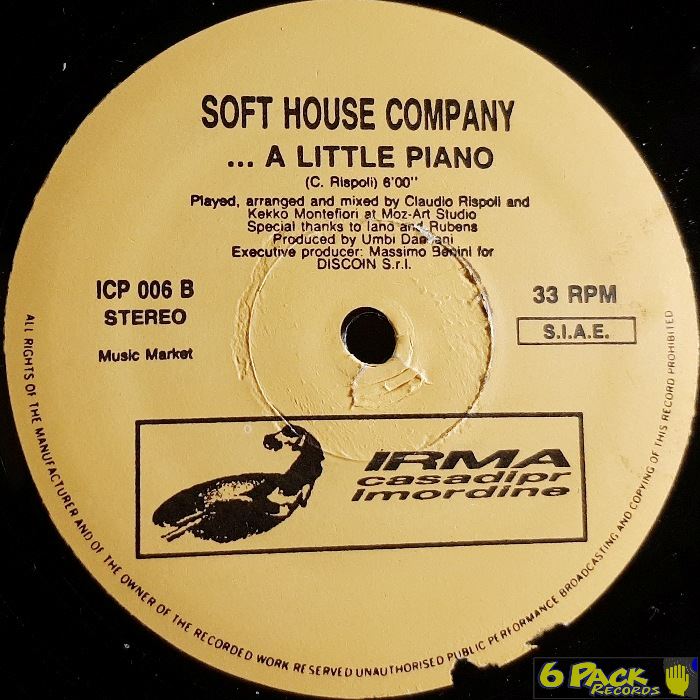 SOFT HOUSE COMPANY
... A LITTLE PIANO
(C. Rispoli) 6'00"
Played, arranged and mixed by Claudio Rispoli and
Kekko Montefiori at Moz-Art Studio
Special thanks to Iano and Rubens
Produced by Umbi Damiani
Executive producer: Massimo Benini for
DISCOIN S.r.l.
ICP 006 B
STEREO
33 RPM
S.I.A.E.
Music Market
IRMA
casadipr
imordine
ALL RIGHTS OF THE MANUFACTURER AND OF THE OWNER OF THE RECORDED WORK RESERVED UNAUTHORISED PUBLIC PERFORMANCE BROADCASTING AND COPYING OF THIS RECORD PROHIBITED
6 PACK
RECORDS